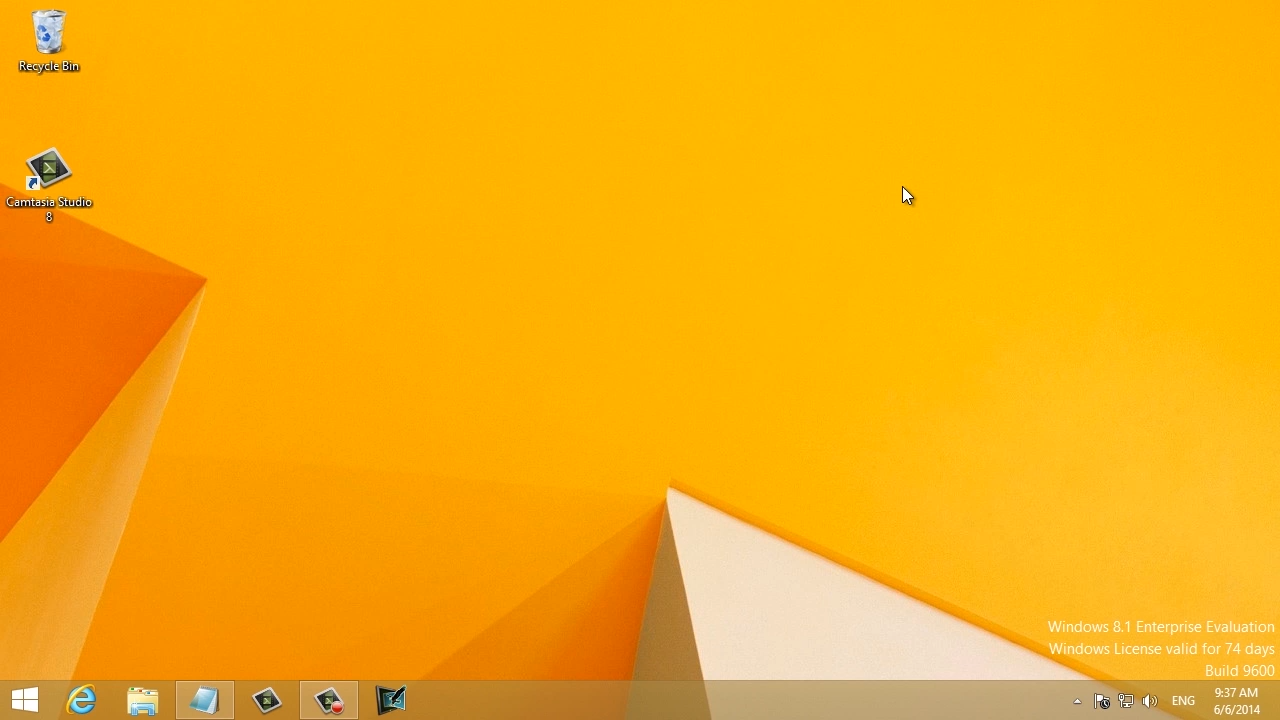 Recycle Bin
Camtasia Studio
8
Windows 8.1 Enterprise Evaluation
Windows License valid for 74 days
Build 9600
ENG
9:37 AM
6/6/2014